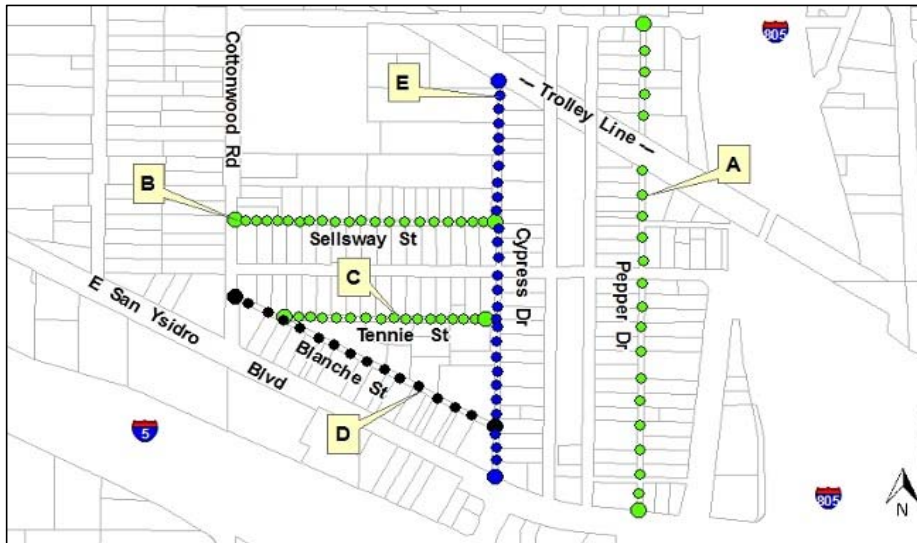 805
Cottonwood Rd
E
— Trolley Line —
B
A
Sellsway St
Cypress Dr
C
Pepper Dr
E San Ysidro Blvd
Tennie St
Blanche St
D
5
805
N